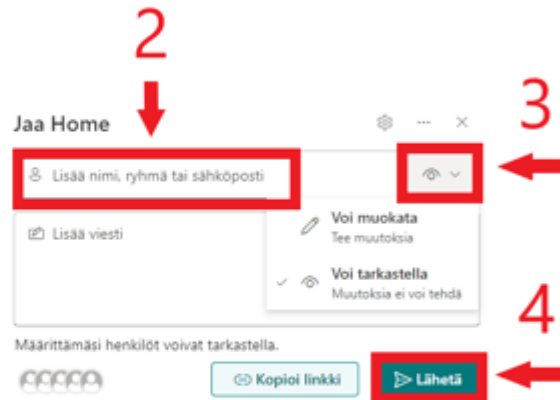 2
3
Jaa Home
Lisää nimi, ryhmä tai sähköposti
Lisää viesti
Voi muokata
Tee muutoksia
Voi tarkastella
Muutoksia ei voi tehdä
4
Määrittämäsi henkilöt voivat tarkastella.
Kopioi linkki
Lähetä